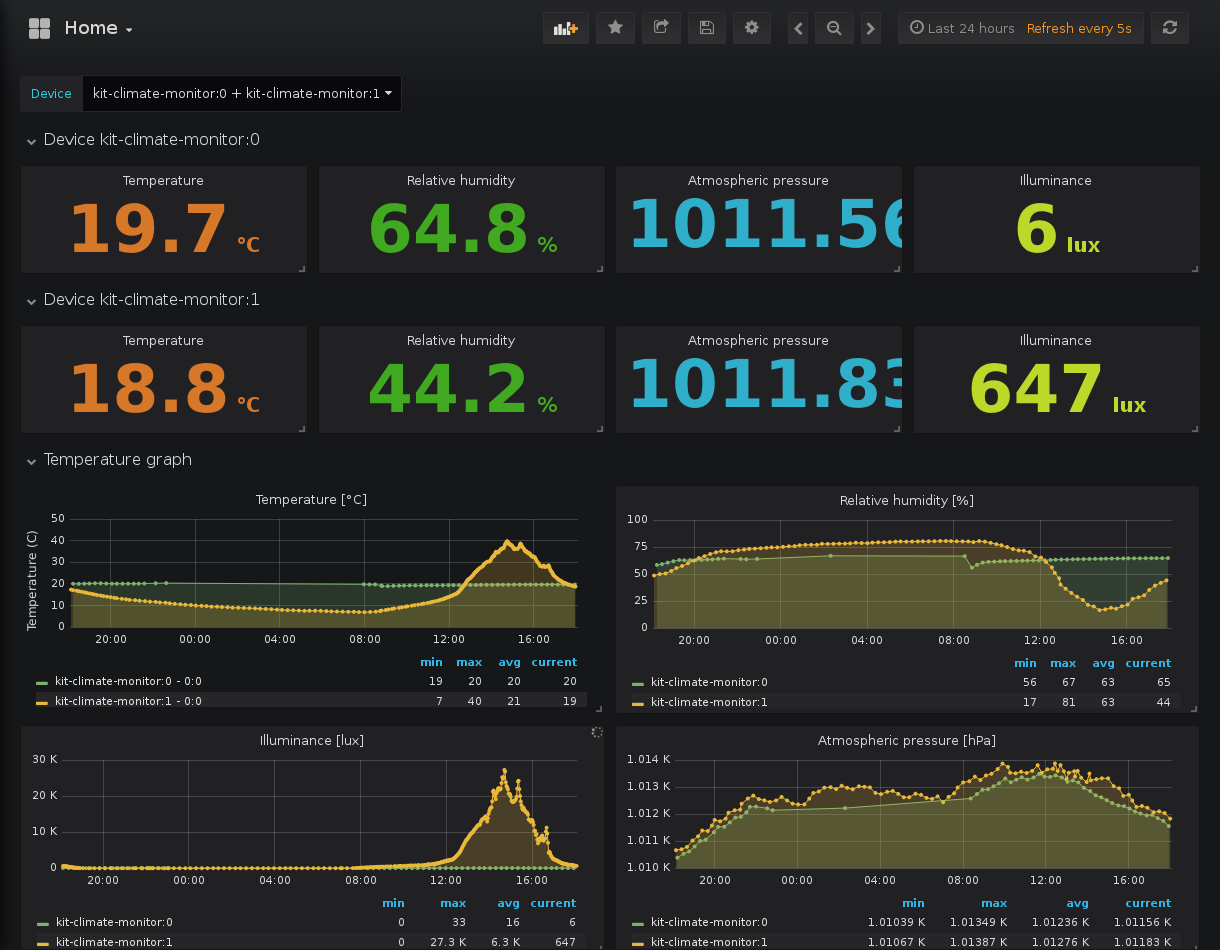 Home
Last 24 hours Refresh every 5s
Device kit-climate-monitor:0 + kit-climate-monitor:1
Device kit-climate-monitor:0
Temperature Relative humidity Atmospheric pressure Illuminance
19.7 °C 64.8 % 1011.56 6 lux
Device kit-climate-monitor:1
Temperature Relative humidity Atmospheric pressure Illuminance
18.8 °C 44.2 % 1011.83 647 lux
Temperature graph
Temperature [°C]
Temperature (C)
50
40
30
20
10
0
20:00 00:00 04:00 08:00 12:00 16:00
min max avg current
kit-climate-monitor:0 - 0:0 19 20 20 20
kit-climate-monitor:1 - 0:0 7 40 21 19
Relative humidity [%]
100
75
50
25
0
20:00 00:00 04:00 08:00 12:00 16:00
min max avg current
kit-climate-monitor:0 56 67 63 65
kit-climate-monitor:1 17 81 63 44
Illuminance [lux]
30 K
20 K
10 K
0
20:00 00:00 04:00 08:00 12:00 16:00
min max avg current
kit-climate-monitor:0 0 33 16 6
kit-climate-monitor:1 0 27.3 K 6.3 K 647
Atmospheric pressure [hPa]
1.014 K
1.013 K
1.012 K
1.011 K
1.010 K
20:00 00:00 04:00 08:00 12:00 16:00
min max avg current
kit-climate-monitor:0 1.01039 K 1.01349 K 1.01236 K 1.01156 K
kit-climate-monitor:1 1.01067 K 1.01387 K 1.01276 K 1.01183 K